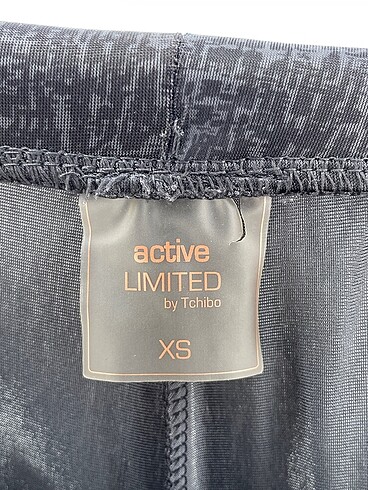 active
LIMITED
by Tchibo
XS